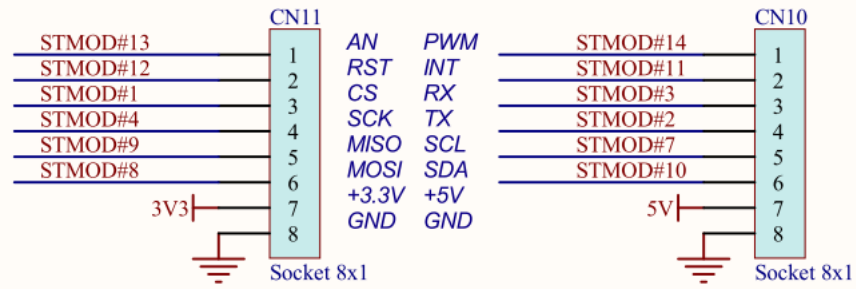 CN11 CN10
STMOD#13 1 AN PWM STMOD#14 1
STMOD#12 2 RST INT STMOD#11 2
STMOD#1 3 CS RX STMOD#3 3
STMOD#4 4 SCK TX STMOD#2 4
STMOD#9 5 MISO SCL STMOD#7 5
STMOD#8 6 MOSI SDA STMOD#10 6
3V3 7 +3.3V +5V 5V 7
8 GND GND 8
Socket 8x1 Socket 8x1